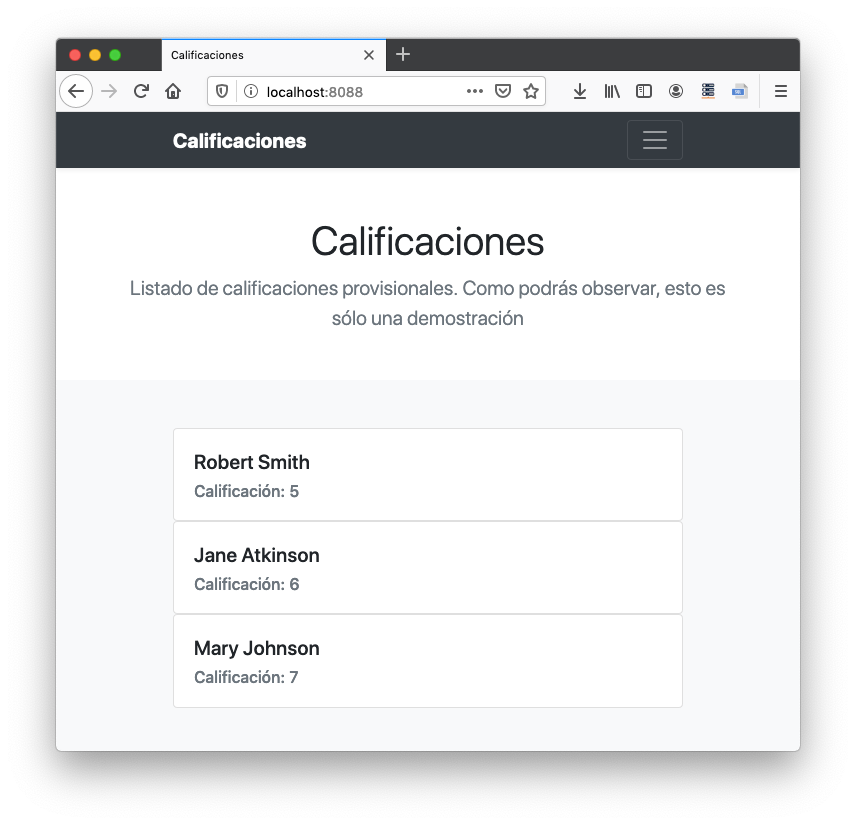 Calificaciones
localhost:8088
Calificaciones
Calificaciones
Listado de calificaciones provisionales. Como podrás observar, esto es
sólo una demostración
Robert Smith
Calificación: 5
Jane Atkinson
Calificación: 6
Mary Johnson
Calificación: 7